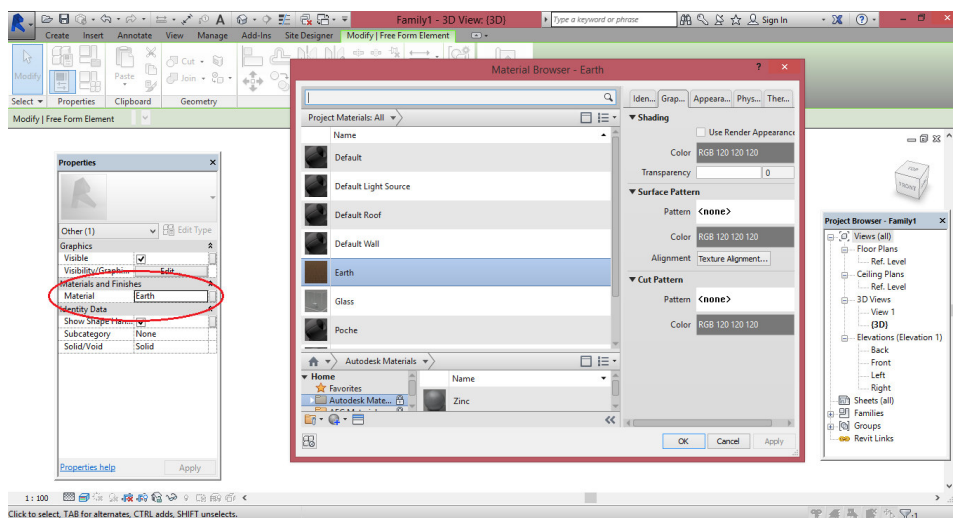 Family1 - 3D View: {3D}
Type a keyword or phrase
Sign In
Create Insert Annotate View Manage Add-Ins Site Designer Modify | Free Form Element
Modify
Paste
Cut
Join
Select Properties Clipboard Geometry
Modify | Free Form Element
Properties
Other (1)
Edit Type
Graphics
Visible
Visibility/Graphi... Edit...
Materials and Finishes
Material Earth
Identity Data
Show Shape Han...
Subcategory None
Solid/Void Solid
Properties help
Apply
Material Browser - Earth
Project Materials: All
Name
Default
Default Light Source
Default Roof
Default Wall
Earth
Glass
Poche
Autodesk Materials
Home
Favorites
Autodesk Mate...
Name
Zinc
Iden... Grap... Appeara... Phys... Ther...
Shading
Use Render Appearance
Color RGB 120 120 120
Transparency 0
Surface Pattern
Pattern <none>
Color RGB 120 120 120
Alignment Texture Alignment...
Cut Pattern
Pattern <none>
Color RGB 120 120 120
OK Cancel Apply
TOP
FRONT
Project Browser - Family1
Views (all)
Floor Plans
Ref. Level
Ceiling Plans
Ref. Level
3D Views
View 1
{3D}
Elevations (Elevation 1)
Back
Front
Left
Right
Sheets (all)
Families
Groups
Revit Links
1 : 100
Click to select, TAB for alternates, CTRL adds, SHIFT unselects.
:1